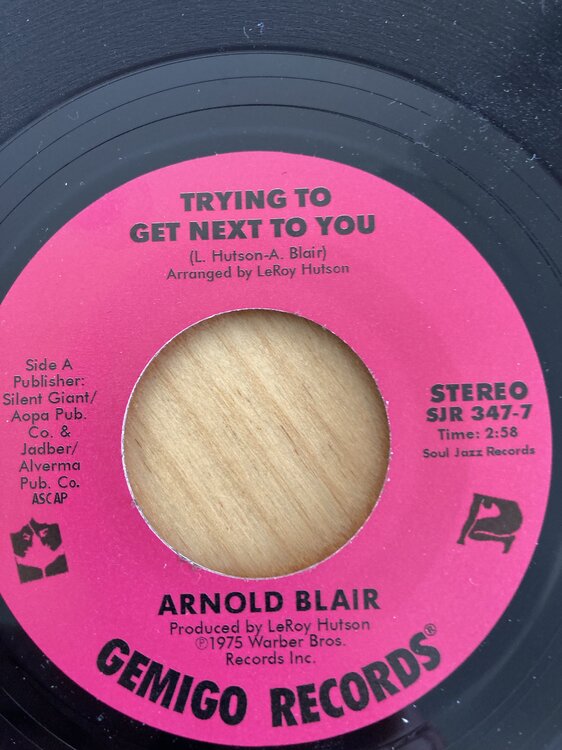 TRYING TO
GET NEXT TO YOU
(L. Hutson-A. Blair)
Arranged by LeRoy Hutson
Side A
Publisher:
Silent Giant/
Aopa Pub.
Co. &
Jadber/
Alverma
Pub. Co.
ASCAP
STEREO
SJR 347-7
Time: 2:58
Soul Jazz Records
ARNOLD BLAIR
Produced by LeRoy Hutson
℗1975 Warber Bros.
Records Inc.
GEMIGO RECORDS®